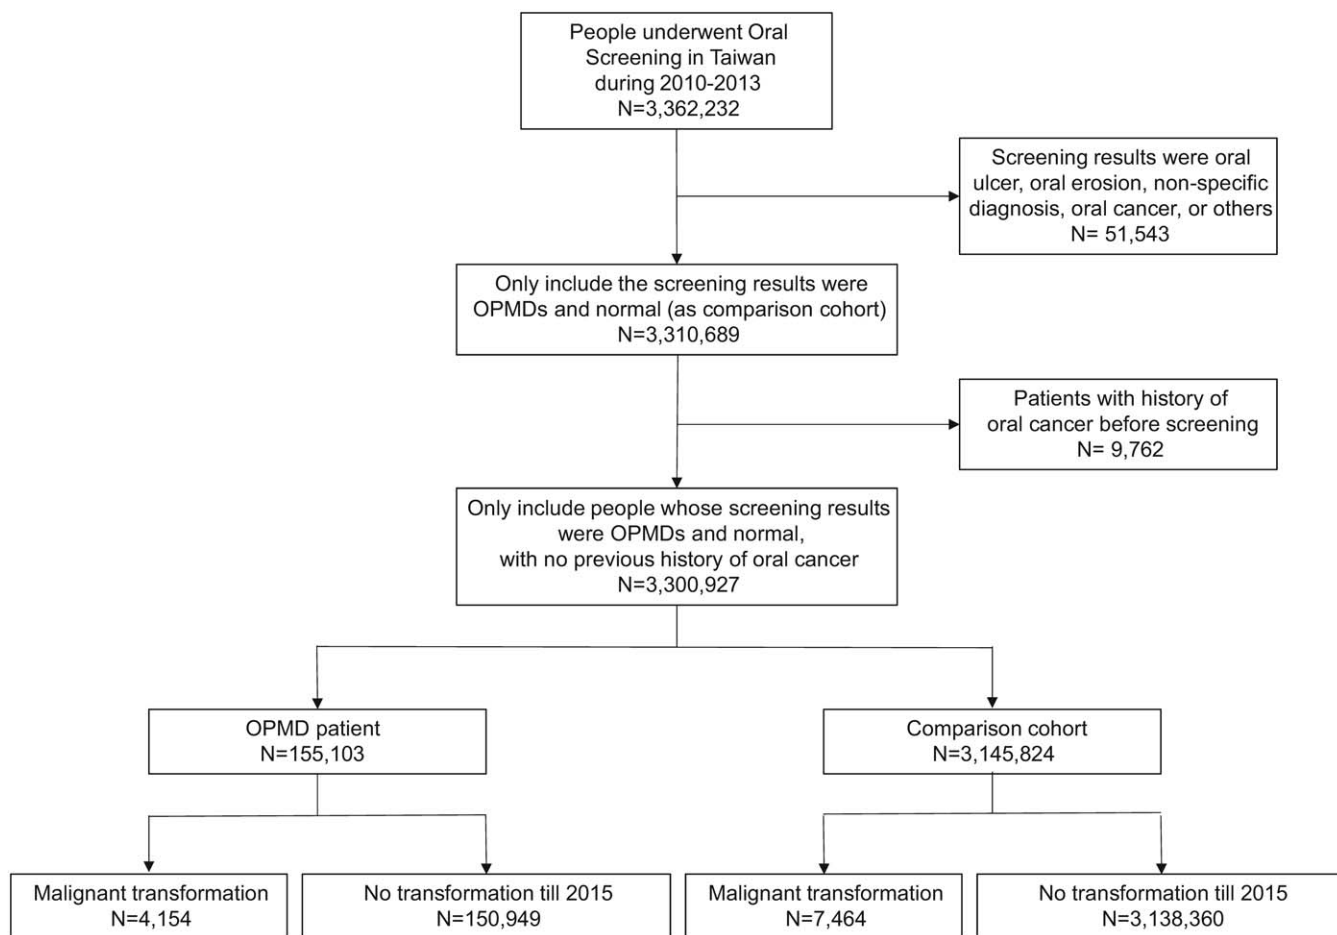 People underwent Oral
Screening in Taiwan
during 2010-2013
N=3,362,232
Screening results were oral
ulcer, oral erosion, non-specific
diagnosis, oral cancer, or others
N= 51,543
Only include the screening results were
OPMDs and normal (as comparison cohort)
N=3,310,689
Patients with history of
oral cancer before screening
N= 9,762
Only include people whose screening results
were OPMDs and normal,
with no previous history of oral cancer
N=3,300,927
OPMD patient
N=155,103
Comparison cohort
N=3,145,824
Malignant transformation
N=4,154
No transformation till 2015
N=150,949
Malignant transformation
N=7,464
No transformation till 2015
N=3,138,360